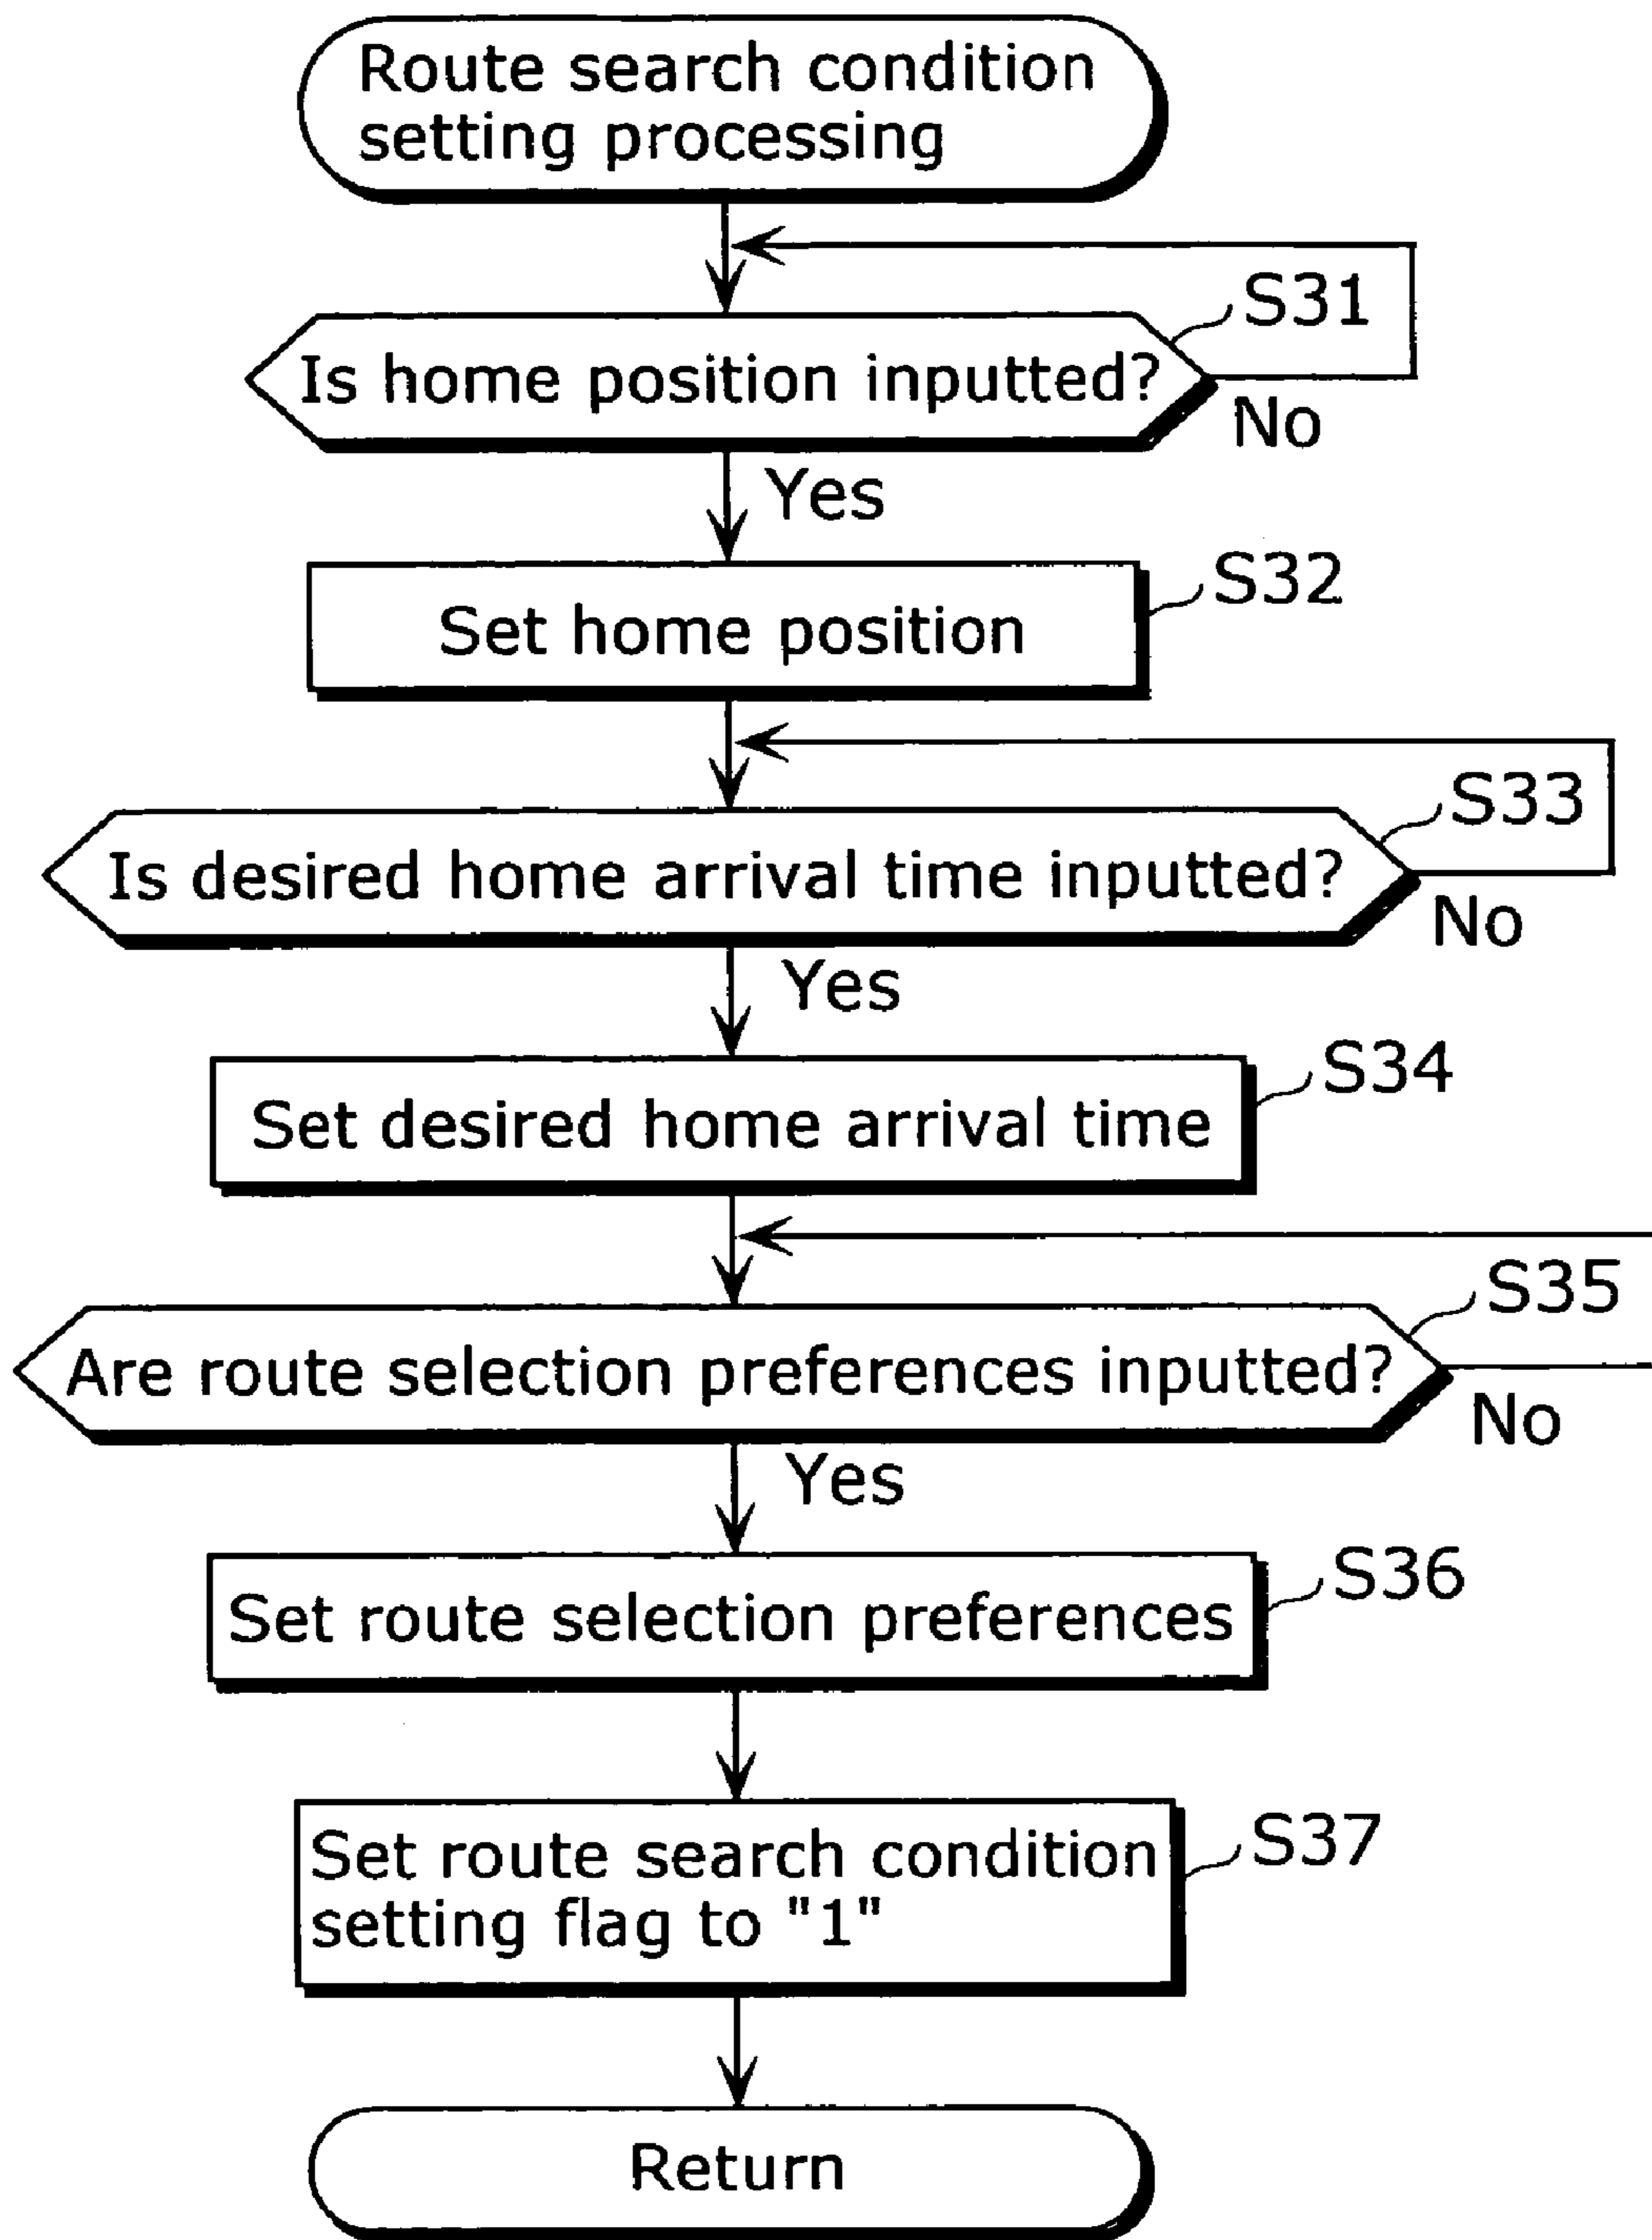 Route search condition
setting processing
S31
Is home position inputted?
No
Yes
S32
Set home position
S33
Is desired home arrival time inputted?
No
Yes
S34
Set desired home arrival time
S35
Are route selection preferences inputted?
No
Yes
S36
Set route selection preferences
S37
Set route search condition
setting flag to "1"
Return